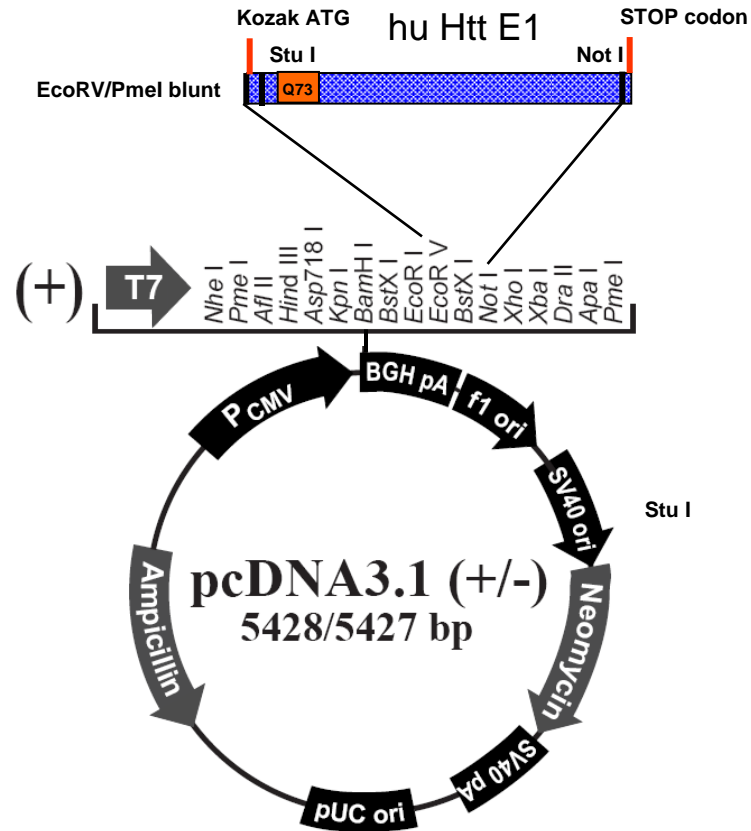 Kozak ATG
hu Htt E1
STOP codon
Stu I
Not I
EcoRV/PmeI blunt
Q73
(+)
T7
Nhe I
Pme I
Afl II
Hind III
Asp718 I
Kpn I
BamH I
BstX I
EcoR I
EcoR V
BstX I
Not I
Xho I
Xba I
Dra II
Apa I
Pme I
PCMV
BGH pA
f1 ori
SV40 ori
Stu I
pcDNA3.1 (+/-)
5428/5427 bp
Ampicillin
Neomycin
SV40 pA
pUC ori